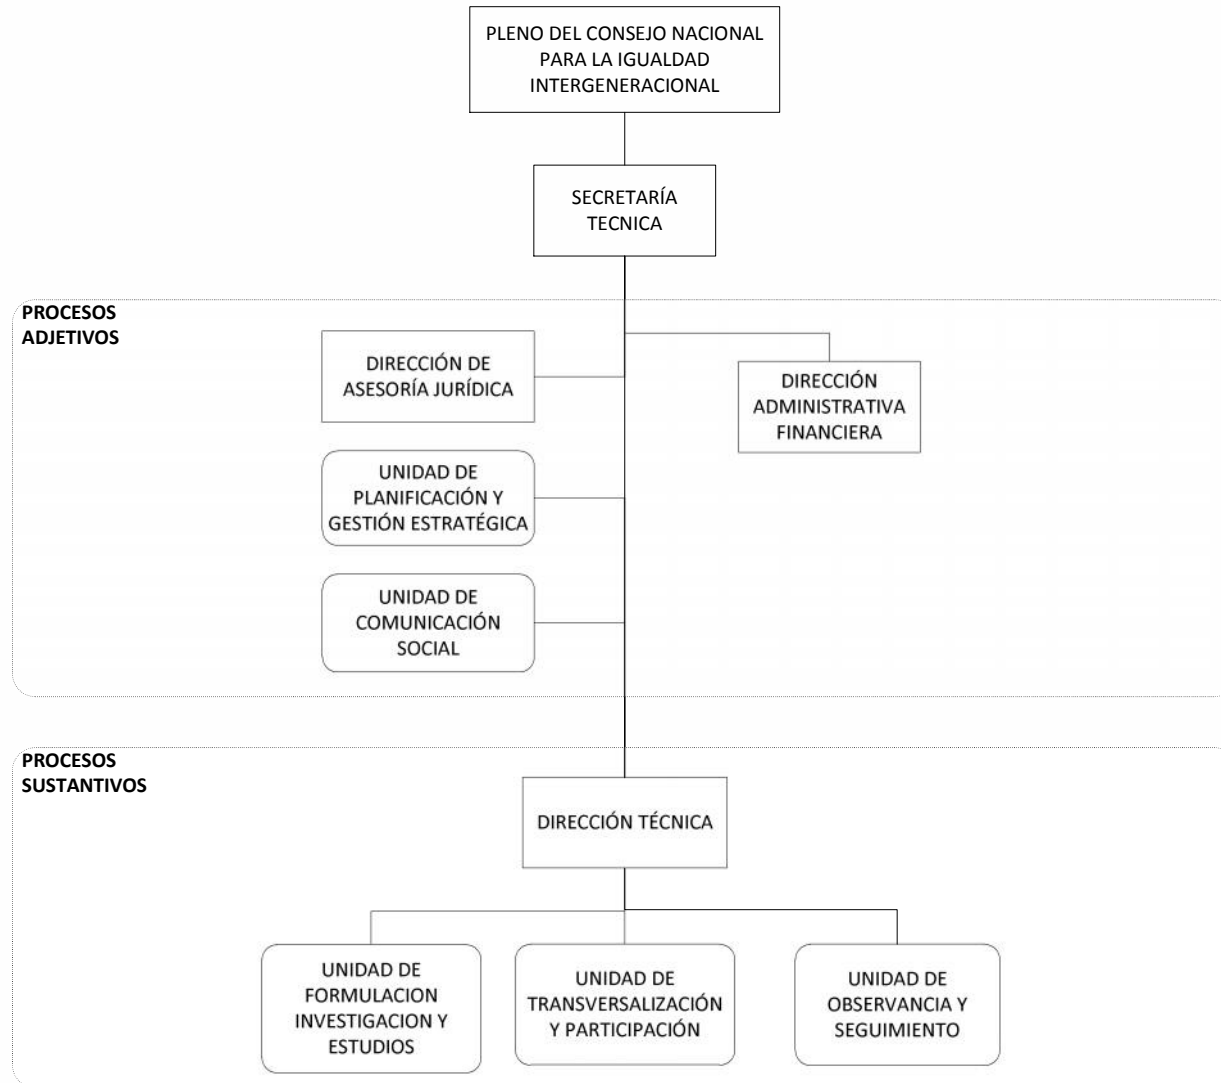 PLENO DEL CONSEJO NACIONAL
PARA LA IGUALDAD
INTERGENERACIONAL
SECRETARÍA
TECNICA
PROCESOS
ADJETIVOS
DIRECCIÓN DE
ASESORÍA JURÍDICA
DIRECCIÓN
ADMINISTRATIVA
FINANCIERA
UNIDAD DE
PLANIFICACIÓN Y
GESTIÓN ESTRATÉGICA
UNIDAD DE
COMUNICACIÓN
SOCIAL
PROCESOS
SUSTANTIVOS
DIRECCIÓN TÉCNICA
UNIDAD DE
FORMULACION
INVESTIGACION Y
ESTUDIOS
UNIDAD DE
TRANSVERSALIZACIÓN
Y PARTICIPACIÓN
UNIDAD DE
OBSERVANCIA Y
SEGUIMIENTO